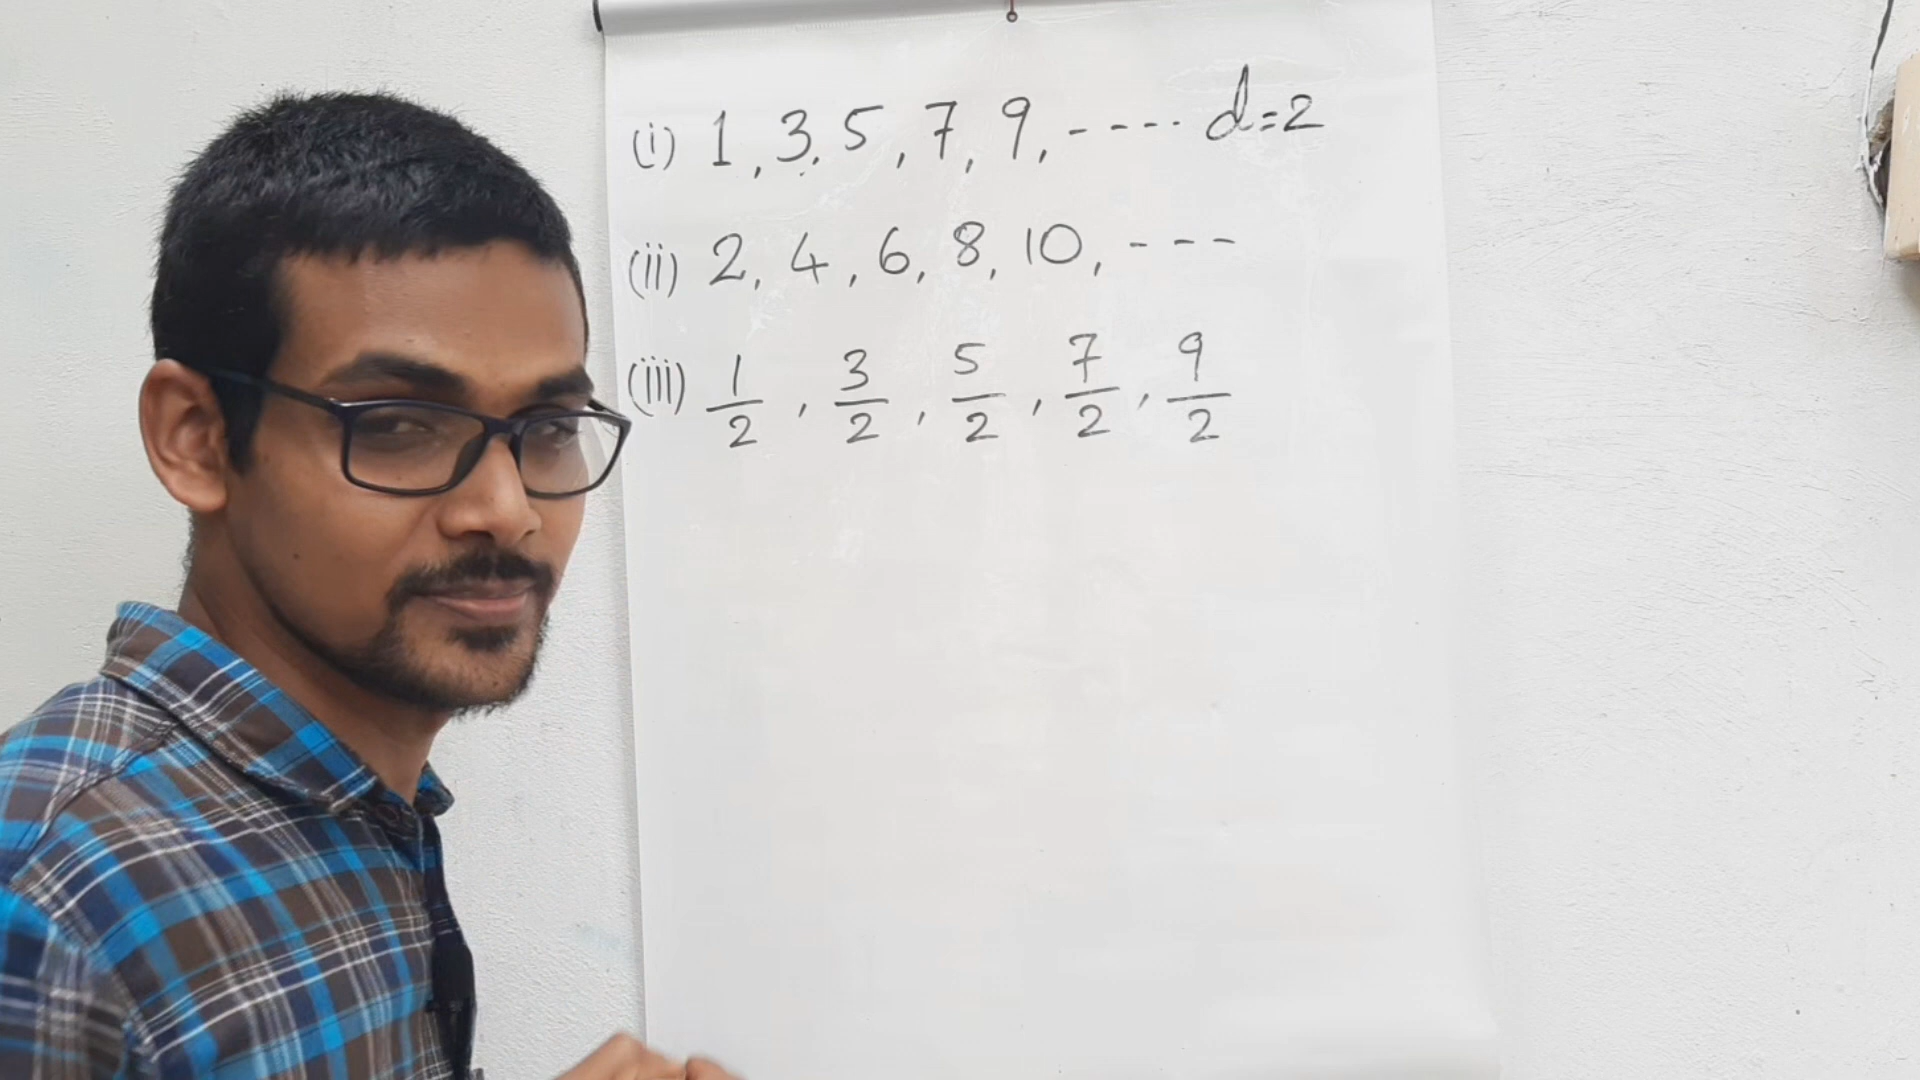 (i) 1, 3, 5, 7, 9, ---- d=2
(ii) 2, 4, 6, 8, 10, ---
(iii) 1/2, 3/2, 5/2, 7/2, 9/2